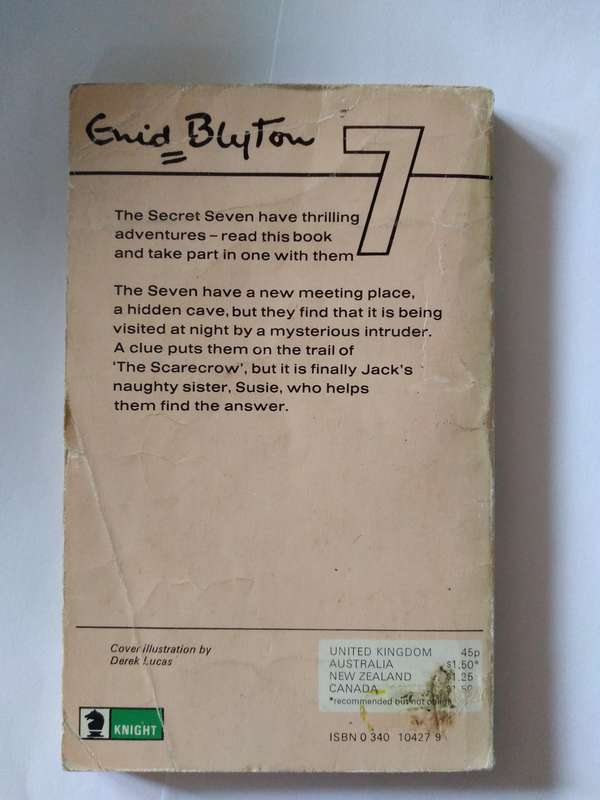 Enid Blyton
7
The Secret Seven have thrilling
adventures – read this book
and take part in one with them
The Seven have a new meeting place,
a hidden cave, but they find that it is being
visited at night by a mysterious intruder.
A clue puts them on the trail of
'The Scarecrow', but it is finally Jack's
naughty sister, Susie, who helps
them find the answer.
Cover illustration by
Derek Lucas
UNITED KINGDOM 45p
AUSTRALIA $1.50*
NEW ZEALAND $1.25
CANADA
*recommended but not
KNIGHT
ISBN 0 340 10427 9